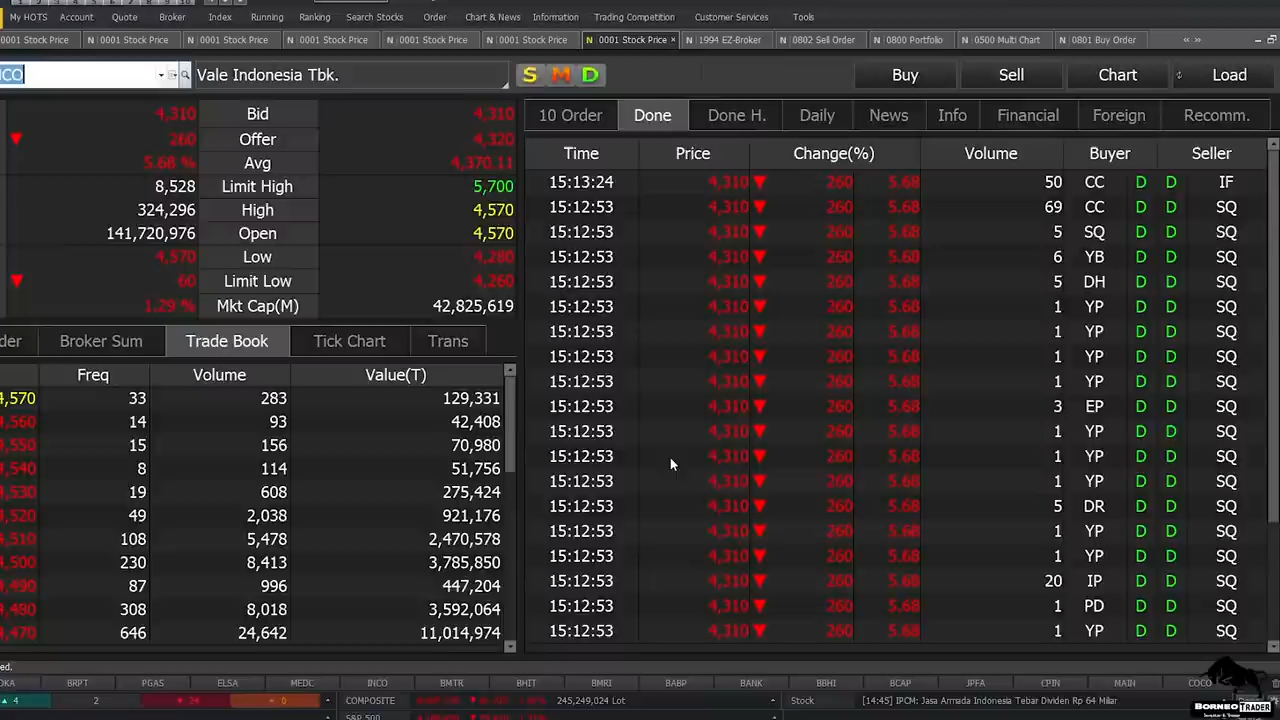 My HOTS Account Quote Broker Index Running Ranking Search Stocks Order Chart & News Information Trading Competition Customer Services Tools
0001 Stock Price N 0001 Stock Price N 0001 Stock Price N 0001 Stock Price N 0001 Stock Price N 0001 Stock Price N 0001 Stock Price × N 1994 EZ-Broker N 0802 Sell Order N 0800 Portfolio N 0500 Multi Chart N 0801 Buy Order
NCO Vale Indonesia Tbk. S M D Buy Sell Chart Load
10 Order Done Done H. Daily News Info Financial Foreign Recomm.
4,310 Bid 4,310
260 Offer 4,320
5.68 % Avg 4,370.11
8,528 Limit High 5,700
324,296 High 4,570
141,720,976 Open 4,570
4,570 Low 4,280
60 Limit Low 4,260
1.29 % Mkt Cap(M) 42,825,619
der Broker Sum Trade Book Tick Chart Trans
Freq Volume Value(T)
4,570 33 283 129,331
4,560 14 93 42,408
4,550 15 156 70,980
4,540 8 114 51,756
4,530 19 608 275,424
4,520 49 2,038 921,176
4,510 108 5,478 2,470,578
4,500 230 8,413 3,785,850
4,490 87 996 447,204
4,480 308 8,018 3,592,064
4,470 646 24,642 11,014,974
Time Price Change(%) Volume Buyer Seller
15:13:24 4,310 ▼ 260 5.68 50 CC D D IF
15:12:53 4,310 ▼ 260 5.68 69 CC D D SQ
15:12:53 4,310 ▼ 260 5.68 5 SQ D D SQ
15:12:53 4,310 ▼ 260 5.68 6 YB D D SQ
15:12:53 4,310 ▼ 260 5.68 5 DH D D SQ
15:12:53 4,310 ▼ 260 5.68 1 YP D D SQ
15:12:53 4,310 ▼ 260 5.68 1 YP D D SQ
15:12:53 4,310 ▼ 260 5.68 1 YP D D SQ
15:12:53 4,310 ▼ 260 5.68 1 YP D D SQ
15:12:53 4,310 ▼ 260 5.68 3 EP D D SQ
15:12:53 4,310 ▼ 260 5.68 1 YP D D SQ
15:12:53 4,310 ▼ 260 5.68 1 YP D D SQ
15:12:53 4,310 ▼ 260 5.68 1 YP D D SQ
15:12:53 4,310 ▼ 260 5.68 5 DR D D SQ
15:12:53 4,310 ▼ 260 5.68 1 YP D D SQ
15:12:53 4,310 ▼ 260 5.68 1 YP D D SQ
15:12:53 4,310 ▼ 260 5.68 20 IP D D SQ
15:12:53 4,310 ▼ 260 5.68 1 PD D D SQ
15:12:53 4,310 ▼ 260 5.68 1 YP D D SQ
ed.
OKA BRPT PGAS ELSA MEDC INCO BMTR BHIT BMRI BABP BANK BBHI BCAP JPFA CPIN MAIN COCO
4 2 24 0 COMPOSITE 245,249,024 Lot Stock [14:45] IPCM: Jasa Armada Indonesia Tebar Dividen Rp 64 Miliar
S&P 500
BORNEO TRADER